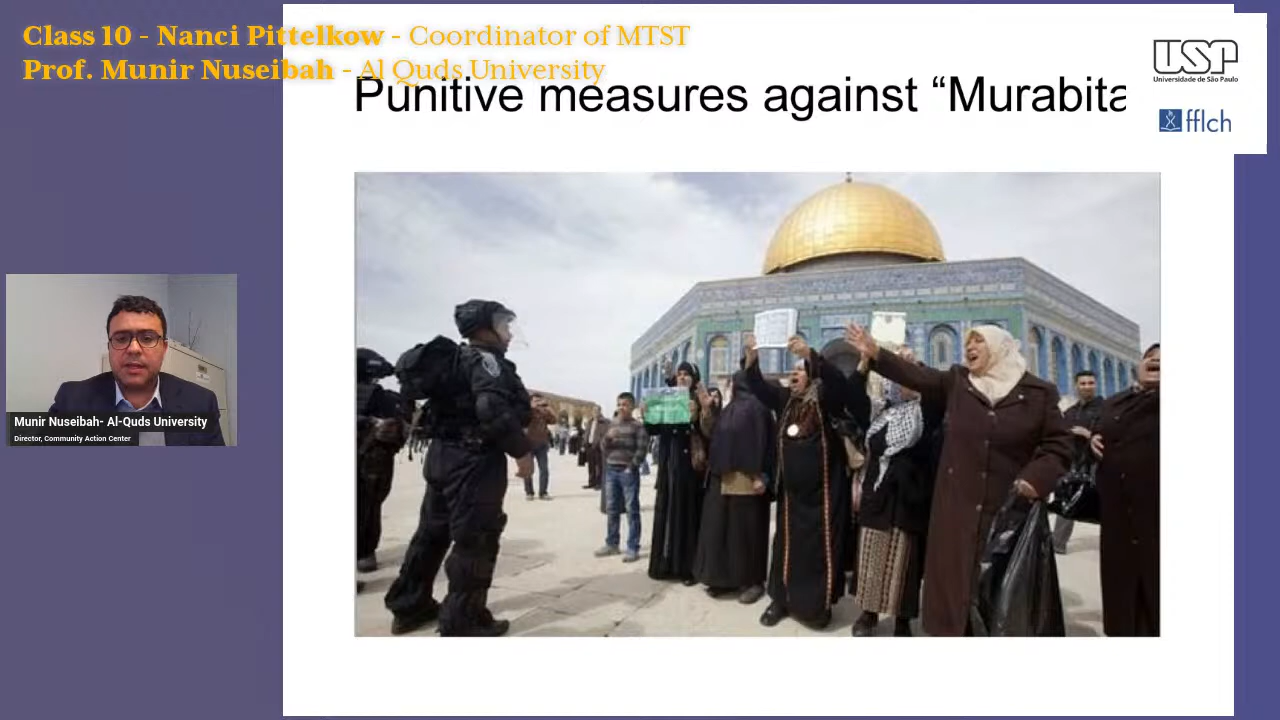 Class 10 - Nanci Pittelkow - Coordinator of MTST
Prof. Munir Nuseibah - Al Quds University
Punitive measures against “Murabita
USP
Universidade de São Paulo
fflch
Munir Nuseibah- Al-Quds University
Director, Community Action Center